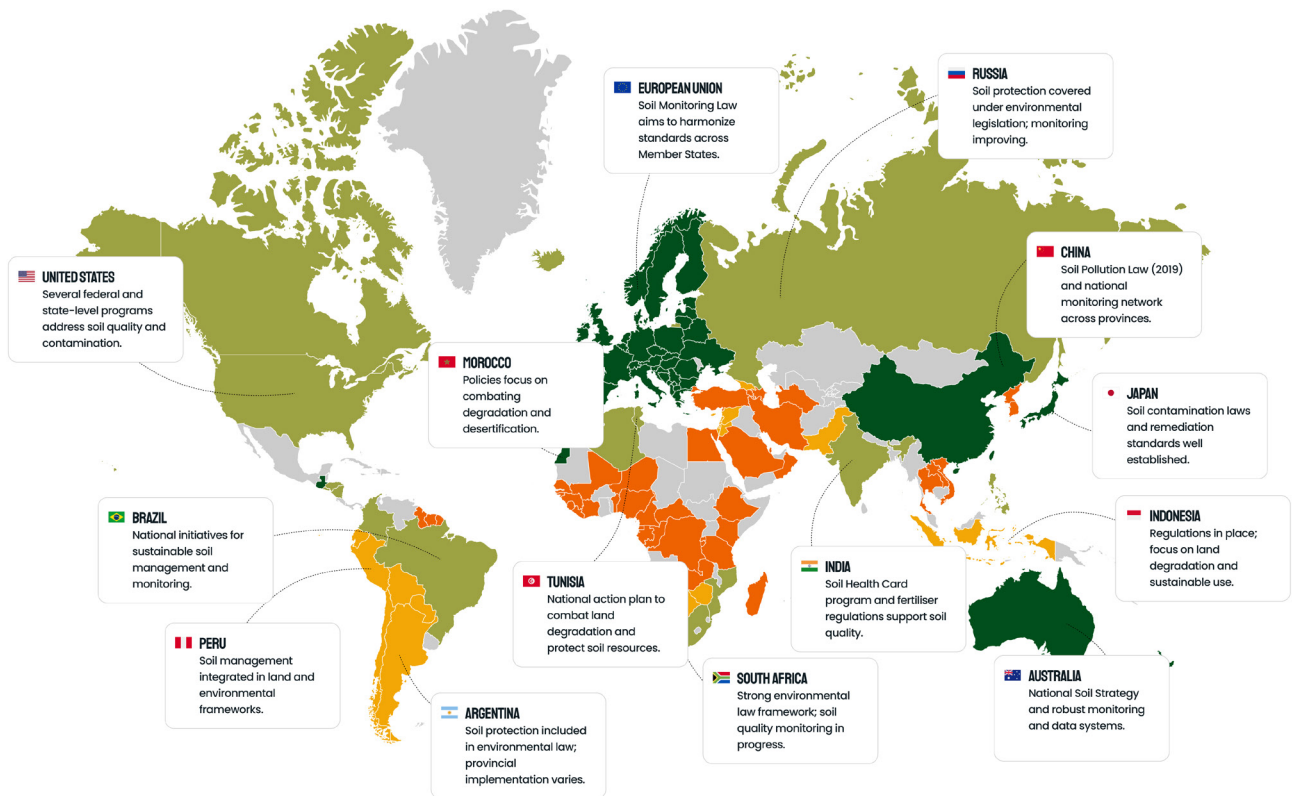 EUROPEAN UNION
Soil Monitoring Law
aims to harmonize
standards across
Member States.
RUSSIA
Soil protection covered
under environmental
legislation; monitoring
improving.
UNITED STATES
Several federal and
state-level programs
address soil quality and
contamination.
CHINA
Soil Pollution Law (2019)
and national
monitoring network
across provinces.
MOROCCO
Policies focus on
combating
degradation and
desertification.
JAPAN
Soil contamination laws
and remediation
standards well
established.
BRAZIL
National initiatives for
sustainable soil
management and
monitoring.
INDONESIA
Regulations in place;
focus on land
degradation and
sustainable use.
TUNISIA
National action plan to
combat land
degradation and
protect soil resources.
INDIA
Soil Health Card
program and fertiliser
regulations support soil
quality.
PERU
Soil management
integrated in land and
environmental
frameworks.
SOUTH AFRICA
Strong environmental
law framework; soil
quality monitoring in
progress.
AUSTRALIA
National Soil Strategy
and robust monitoring
and data systems.
ARGENTINA
Soil protection included
in environmental law;
provincial
implementation varies.